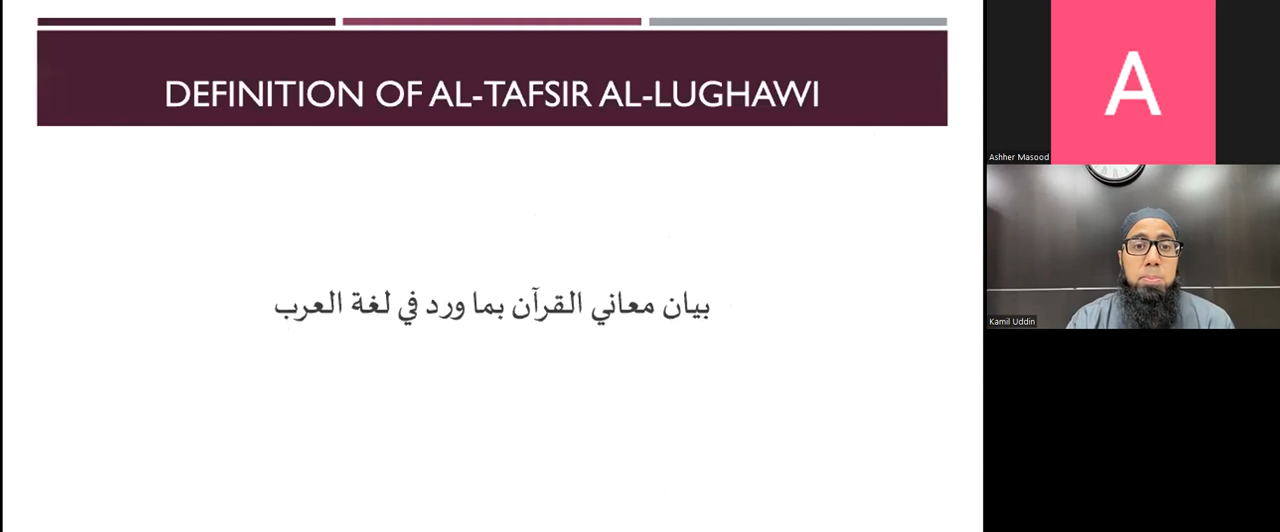 DEFINITION OF AL-TAFSIR AL-LUGHAWI
بيان معاني القرآن بما ورد في لغة العرب
A
Ashher Masood
Kamil Uddin